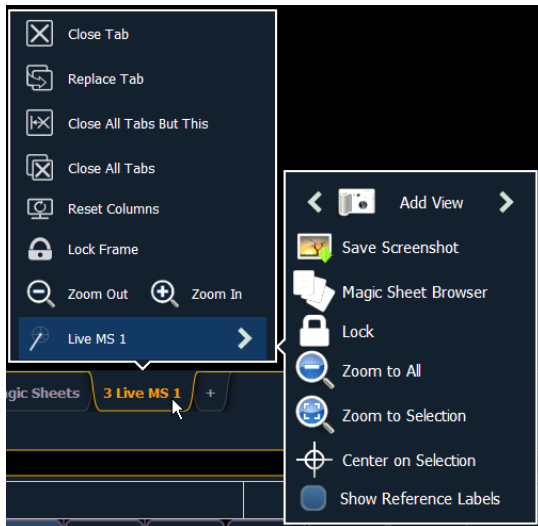 Close Tab
Replace Tab
Close All Tabs But This
Close All Tabs
Reset Columns
Lock Frame
Zoom Out Zoom In
Live MS 1
agic Sheets 3 Live MS 1 +
Add View
Save Screenshot
Magic Sheet Browser
Lock
Zoom to All
Zoom to Selection
Center on Selection
Show Reference Labels